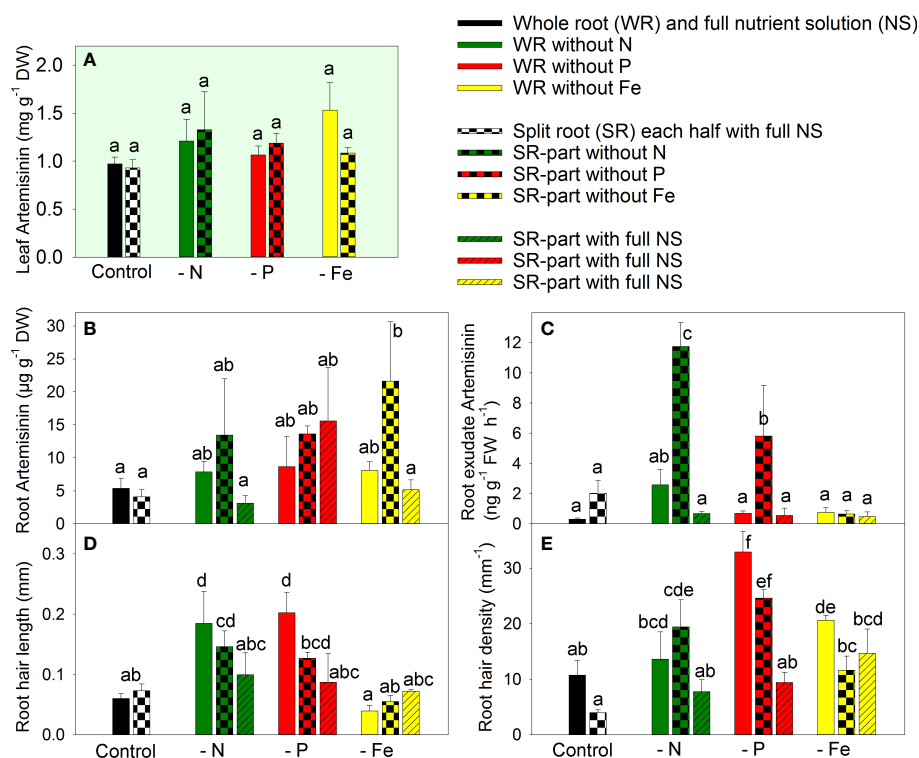 Whole root (WR) and full nutrient solution (NS)
WR without N
WR without P
WR without Fe
Split root (SR) each half with full NS
SR-part without N
SR-part without P
SR-part without Fe
SR-part with full NS
SR-part with full NS
SR-part with full NS
A
Leaf Artemisinin (mg g-1 DW)
2.0
1.5
1.0
0.5
0.0
a a a a a a a a
Control - N - P - Fe
B
Root Artemisinin (µg g-1 DW)
30
25
20
15
10
5
0
a a ab ab a ab ab ab ab b a
C
Root exudate Artemisinin
(ng g-1 FW h-1)
12
10
8
6
4
2
0
a a ab c a a b a a a a
D
Root hair length (mm)
0.3
0.2
0.1
0.0
ab d cd abc d bcd abc a ab abc
Control - N - P - Fe
E
Root hair density (mm-1)
30
20
10
0
ab a bcd cde ab f ef ab de bc bcd
Control - N - P - Fe